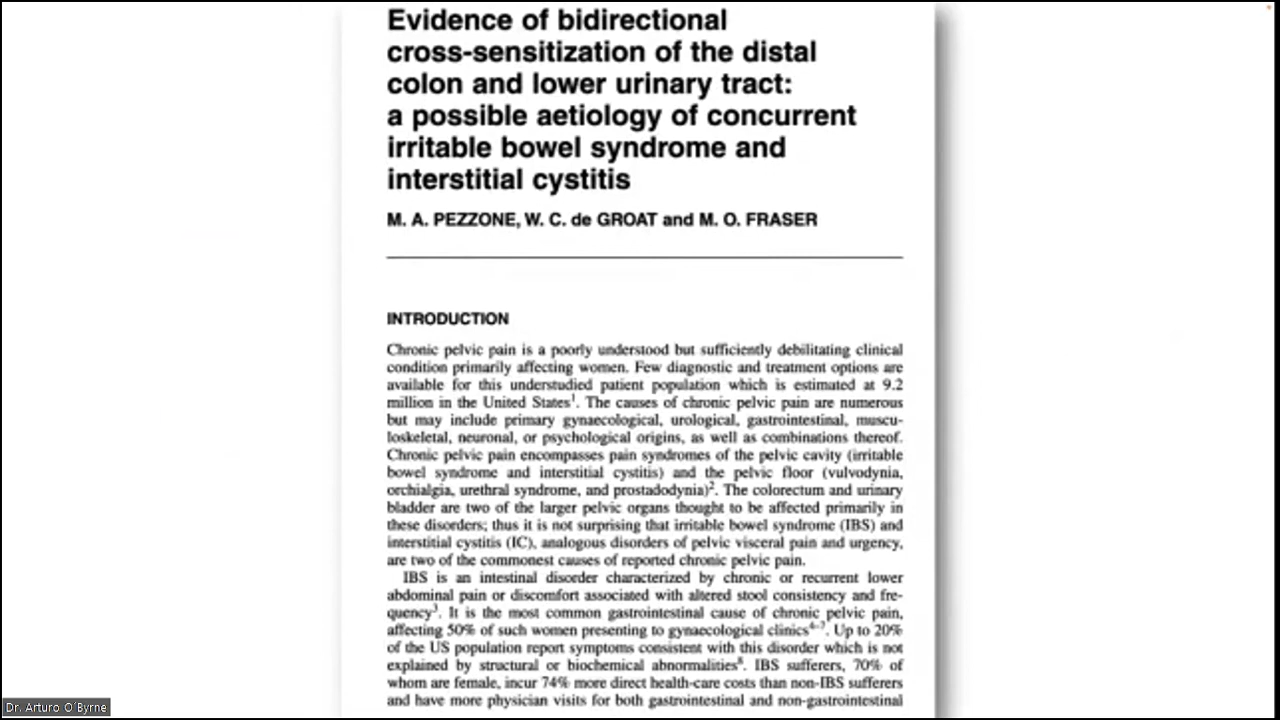 Evidence of bidirectional
cross-sensitization of the distal
colon and lower urinary tract:
a possible aetiology of concurrent
irritable bowel syndrome and
interstitial cystitis
M. A. PEZZONE, W. C. de GROAT and M. O. FRASER
INTRODUCTION
Chronic pelvic pain is a poorly understood but sufficiently debilitating clinical
condition primarily affecting women. Few diagnostic and treatment options are
available for this understudied patient population which is estimated at 9.2
million in the United States¹. The causes of chronic pelvic pain are numerous
but may include primary gynaecological, urological, gastrointestinal, muscu-
loskeletal, neuronal, or psychological origins, as well as combinations thereof.
Chronic pelvic pain encompasses pain syndromes of the pelvic cavity (irritable
bowel syndrome and interstitial cystitis) and the pelvic floor (vulvodynia,
orchialgia, urethral syndrome, and prostadodynia)². The colorectum and urinary
bladder are two of the larger pelvic organs thought to be affected primarily in
these disorders; thus it is not surprising that irritable bowel syndrome (IBS) and
interstitial cystitis (IC), analogous disorders of pelvic visceral pain and urgency,
are two of the commonest causes of reported chronic pelvic pain.
IBS is an intestinal disorder characterized by chronic or recurrent lower
abdominal pain or discomfort associated with altered stool consistency and fre-
quency³. It is the most common gastrointestinal cause of chronic pelvic pain,
affecting 50% of such women presenting to gynaecological clinics⁴⁻⁷. Up to 20%
of the US population report symptoms consistent with this disorder which is not
explained by structural or biochemical abnormalities⁸. IBS sufferers, 70% of
whom are female, incur 74% more direct health-care costs than non-IBS sufferers
and have more physician visits for both gastrointestinal and non-gastrointestinal
Dr. Arturo O´Byrne